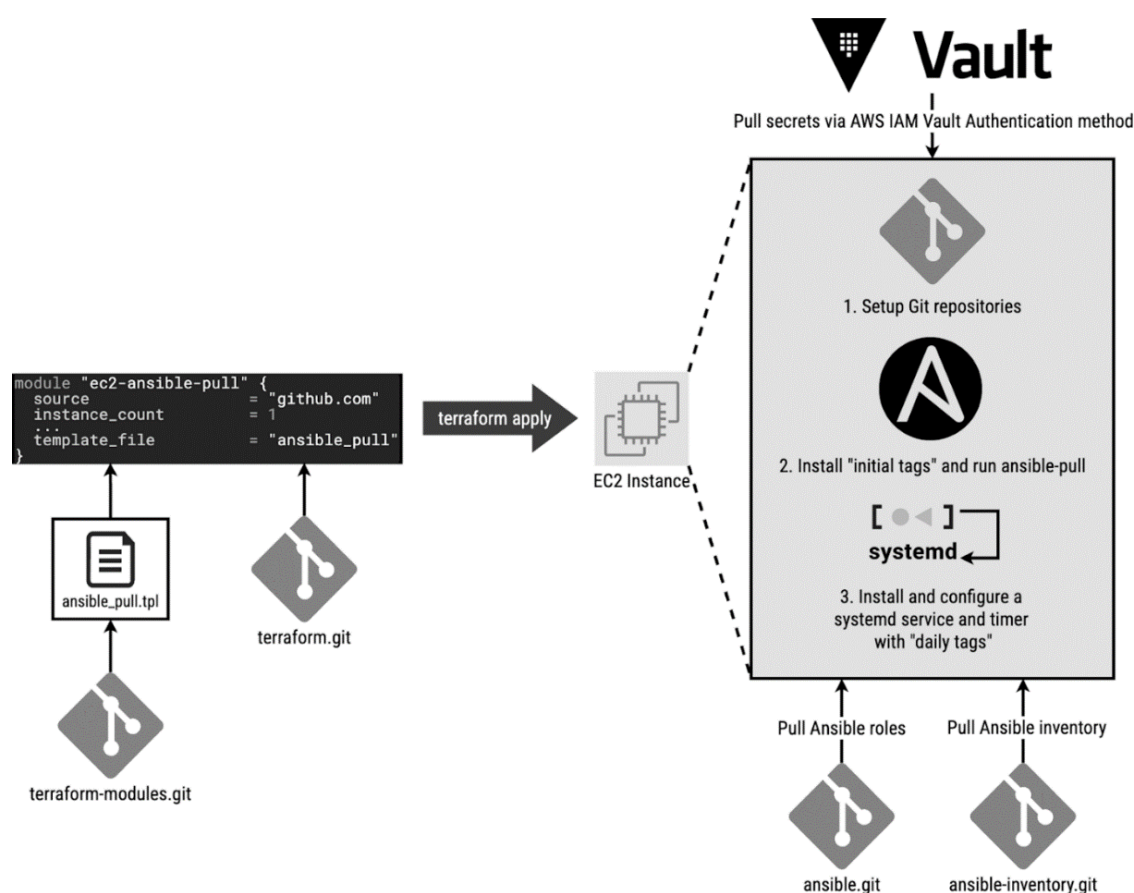 Vault
Pull secrets via AWS IAM Vault Authentication method
1. Setup Git repositories
module "ec2-ansible-pull" {
source = "github.com"
instance_count = 1
...
template_file = "ansible_pull"
}
terraform apply
EC2 Instance
2. Install "initial tags" and run ansible-pull
[ ]
systemd
3. Install and configure a
systemd service and timer
with "daily tags"
ansible_pull.tpl
terraform.git
terraform-modules.git
Pull Ansible roles
Pull Ansible inventory
ansible.git
ansible-inventory.git